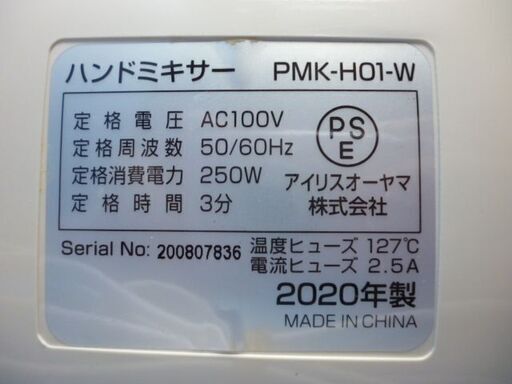 ハンドミキサー PMK-H01-W
定格電圧 AC100V
定格周波数 50/60Hz
定格消費電力 250W
定格時間 3分
PS
E
アイリスオーヤマ
株式会社
Serial No: 200807836
温度ヒューズ 127℃
電流ヒューズ 2.5A
2020年製
MADE IN CHINA